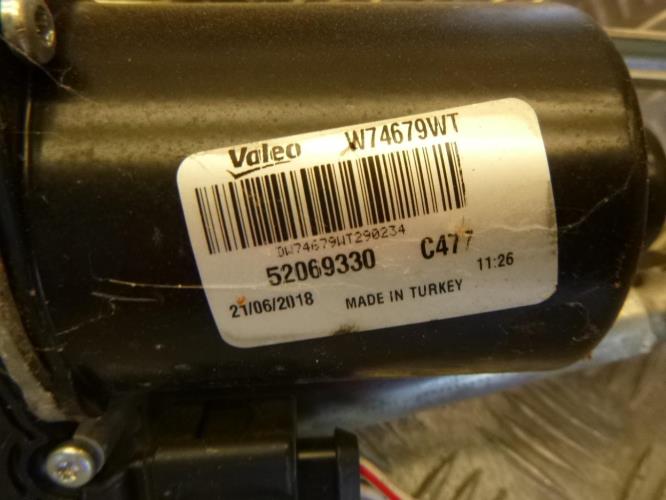 Valeo W74679WT
DW74679WT290234
52069330 C477
21/06/2018 MADE IN TURKEY 11:26